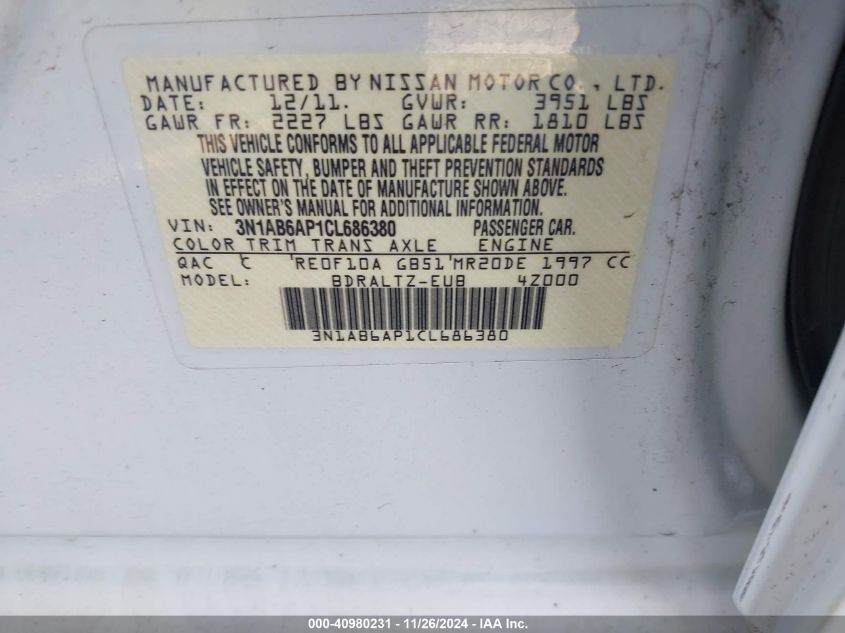 MANUFACTURED BY NISSAN MOTOR CO., LTD.
DATE: 12/11. GVWR: 3951 LBS
GAWR FR: 2227 LBS GAWR RR: 1810 LBS
THIS VEHICLE CONFORMS TO ALL APPLICABLE FEDERAL MOTOR
VEHICLE SAFETY, BUMPER AND THEFT PREVENTION STANDARDS
IN EFFECT ON THE DATE OF MANUFACTURE SHOWN ABOVE.
SEE OWNER'S MANUAL FOR ADDITIONAL INFORMATION.
VIN: 3N1AB6AP1CL686380 PASSENGER CAR.
COLOR TRIM TRANS AXLE ENGINE
QAC C RE0F10A GB51 MR20DE 1997 CC
MODEL: BDRALTZ-EUB 4Z000
3N1AB6AP1CL686380
000-40980231 - 11/26/2024 - IAA Inc.